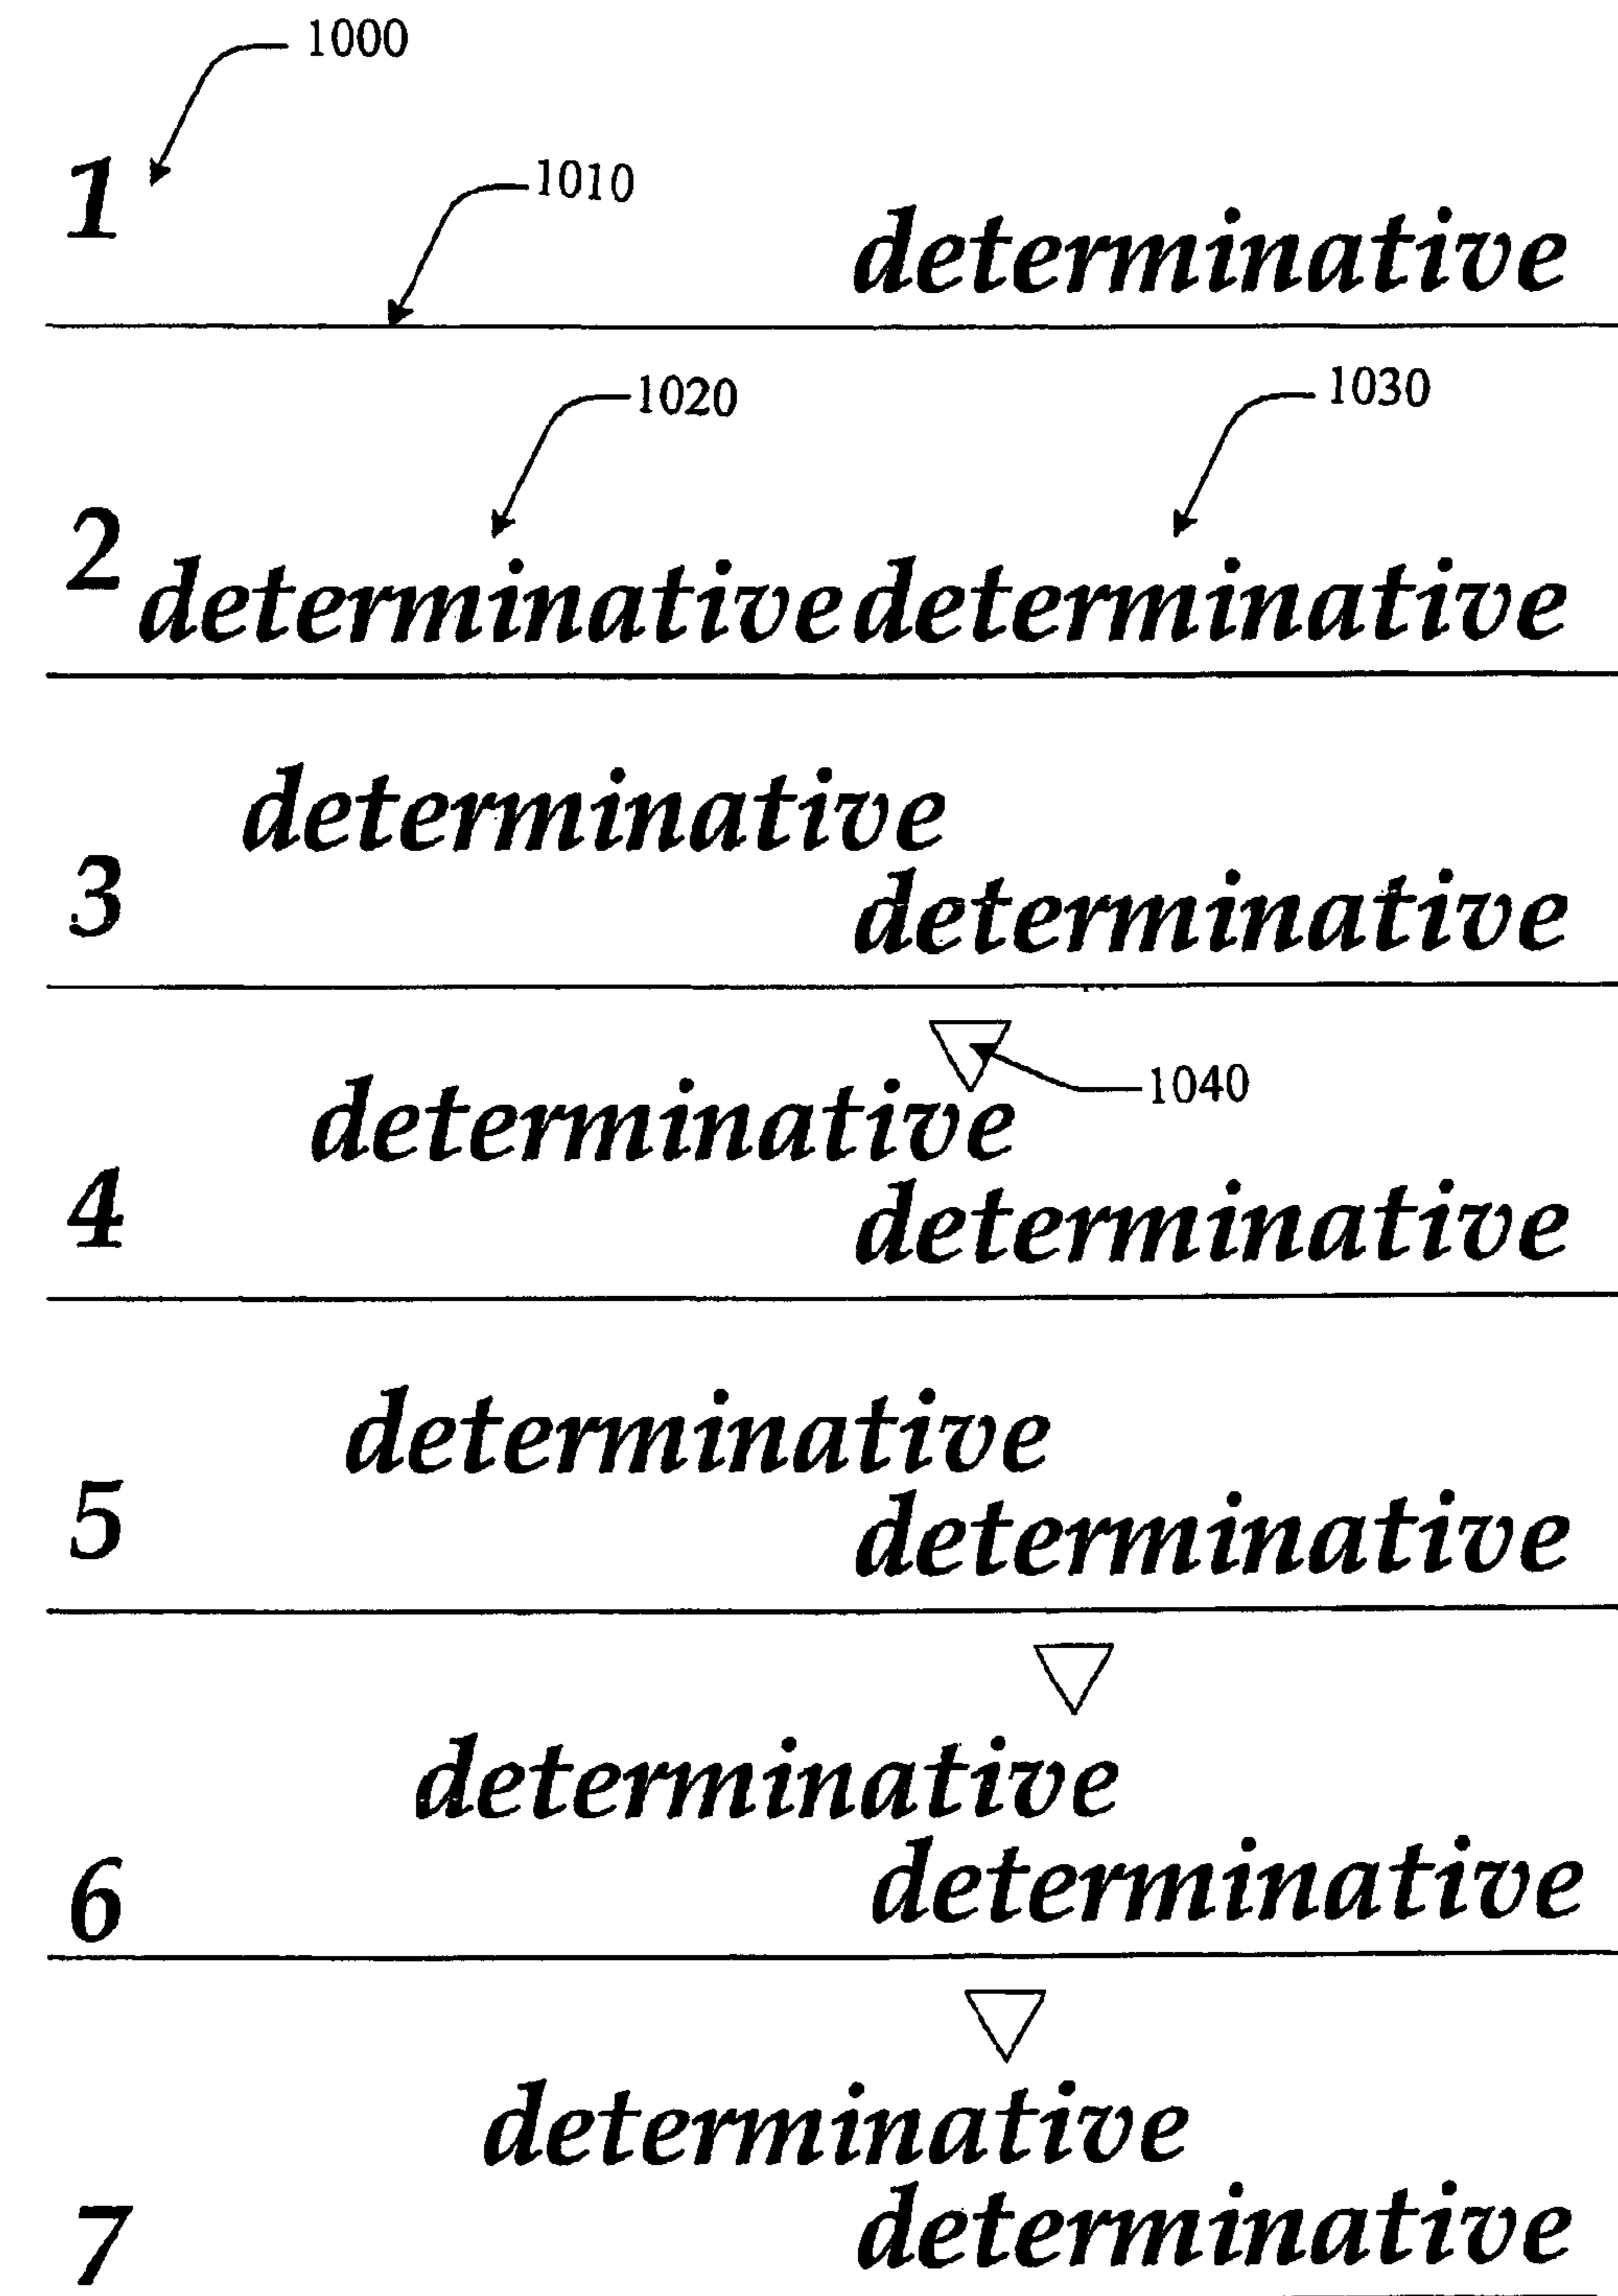 1000
1
1010
determinative
1020
1030
2
determinative determinative
determinative
3
determinative
1040
determinative
4
determinative
determinative
5
determinative
determinative
6
determinative
determinative
7
determinative